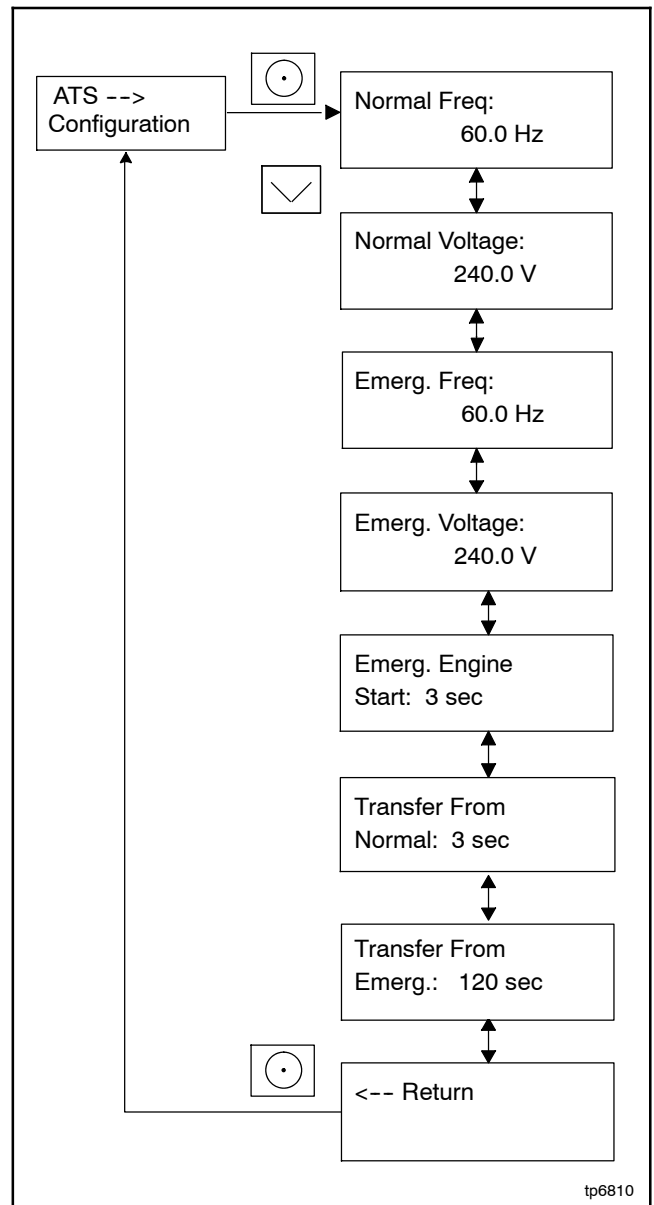 ATS -->
Configuration
Normal Freq:
60.0 Hz
Normal Voltage:
240.0 V
Emerg. Freq:
60.0 Hz
Emerg. Voltage:
240.0 V
Emerg. Engine
Start: 3 sec
Transfer From
Normal: 3 sec
Transfer From
Emerg.: 120 sec
<-- Return
tp6810